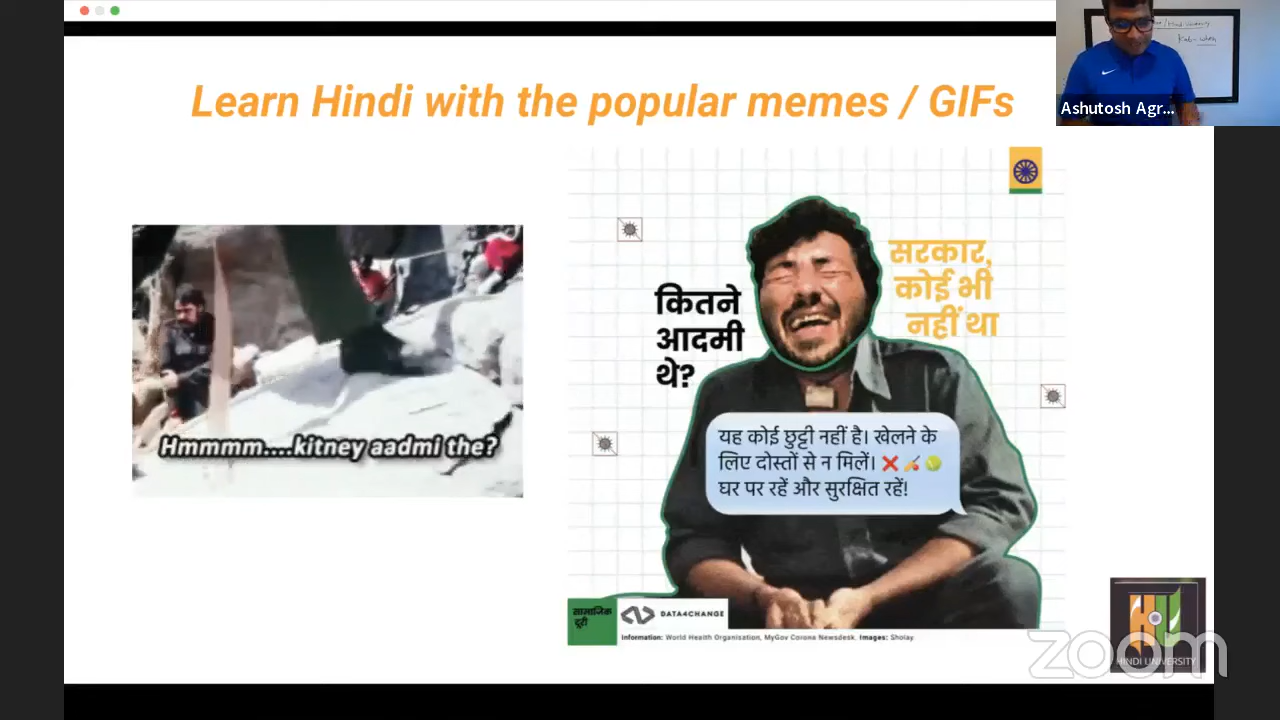 Learn Hindi with the popular memes / GIFs
Ashutosh Agr...
Kab - when
Hmmmm....kitney aadmi the?
कितने
आदमी
थे?
सरकार,
कोई भी
नहीं था
यह कोई छुट्टी नहीं है। खेलने के
लिए दोस्तों से न मिलें। ❌🏏🎾
घर पर रहें और सुरक्षित रहें!
सामाजिक
दूरी
DATA4CHANGE
Information: World Health Organisation, MyGov Corona Newsdesk. Images: Sholay.
HINDI UNIVERSITY
zoom